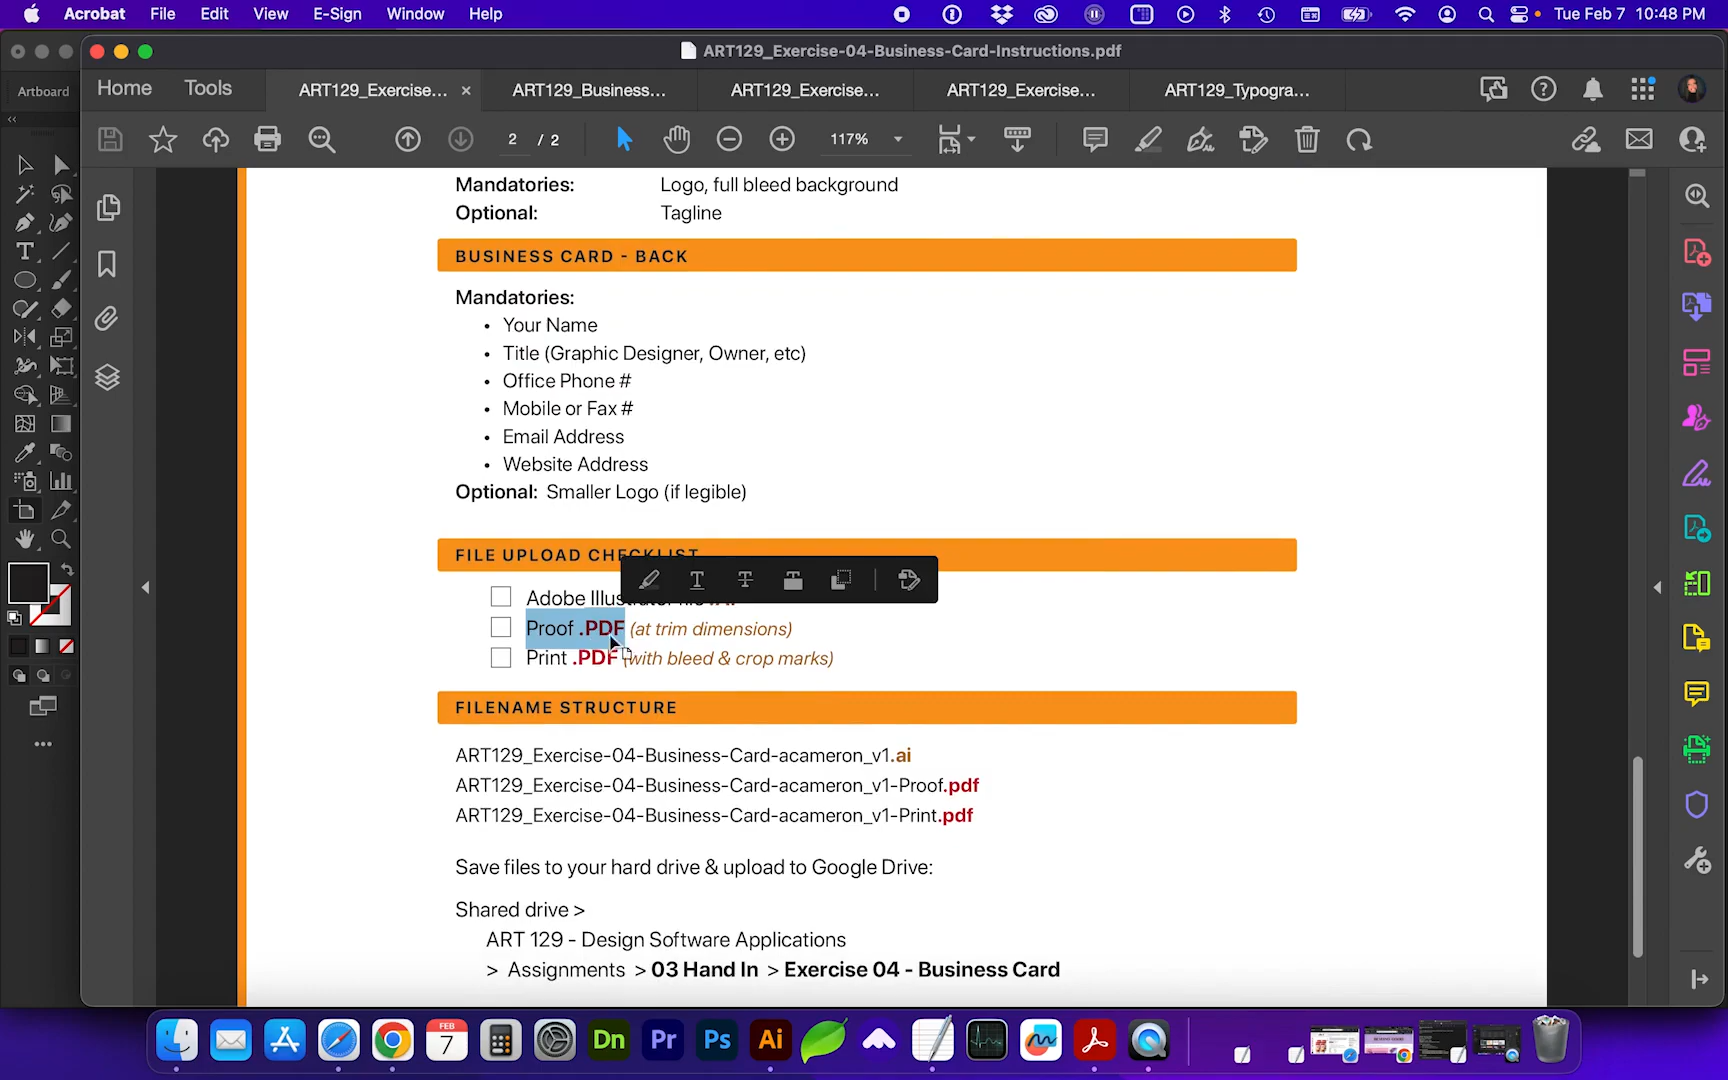 Acrobat File Edit View E-Sign Window Help Tue Feb 7 10:48 PM
ART129_Exercise-04-Business-Card-Instructions.pdf
Artboard
Home Tools ART129_Exercise... × ART129_Business... ART129_Exercise... ART129_Exercise... ART129_Typogra...
2 / 2 117%
Mandatories: Logo, full bleed background
Optional: Tagline
BUSINESS CARD - BACK
Mandatories:
• Your Name
• Title (Graphic Designer, Owner, etc)
• Office Phone #
• Mobile or Fax #
• Email Address
• Website Address
Optional: Smaller Logo (if legible)
FILE UPLOAD CHECKLIST
Adobe
Proof .PDF (at trim dimensions)
Print .PDF (with bleed & crop marks)
FILENAME STRUCTURE
ART129_Exercise-04-Business-Card-acameron_v1.ai
ART129_Exercise-04-Business-Card-acameron_v1-Proof.pdf
ART129_Exercise-04-Business-Card-acameron_v1-Print.pdf
Save files to your hard drive & upload to Google Drive:
Shared drive >
ART 129 - Design Software Applications
> Assignments > 03 Hand In > Exercise 04 - Business Card
FEB
7
Dn Pr Ps Ai